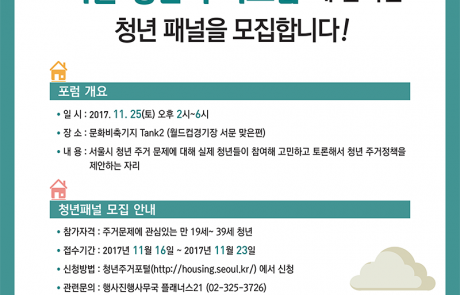 청년 패널을 모집합니다!
포럼 개요
• 일 시 : 2017. 11. 25(토) 오후 2시~6시
• 장 소 : 문화비축기지 Tank2 (월드컵경기장 서문 맞은편)
• 내 용 : 서울시 청년 주거 문제에 대해 실제 청년들이 참여해 고민하고 토론해서 청년 주거정책을
제안하는 자리
청년패널 모집 안내
• 참가자격 : 주거문제에 관심있는 만 19세~ 39세 청년
• 접수기간 : 2017년 11월 16일 ~ 2017년 11월 23일
• 신청방법 : 청년주거포털(http://housing.seoul.kr/) 에서 신청
• 관련문의 : 행사진행사무국 플래너스21 (02-325-3726)